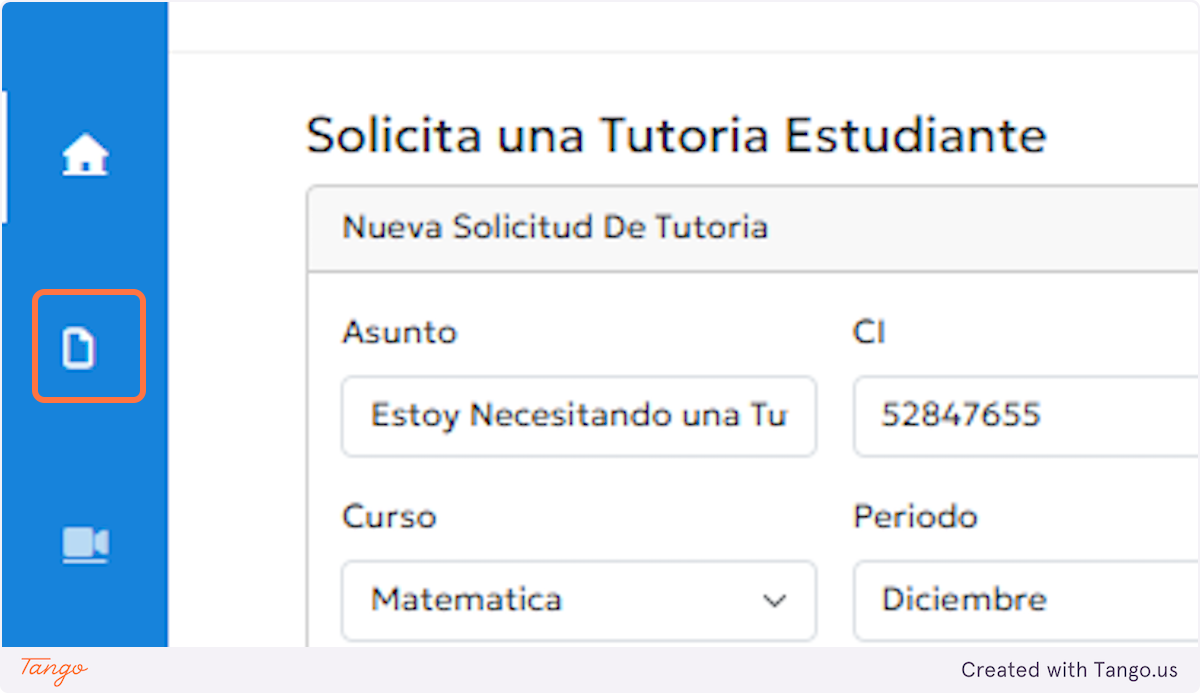 Solicita una Tutoria Estudiante
Nueva Solicitud De Tutoria
Asunto
CI
Estoy Necesitando una Tu
52847655
Curso
Periodo
Matematica
Diciembre
Tango
Created with Tango.us